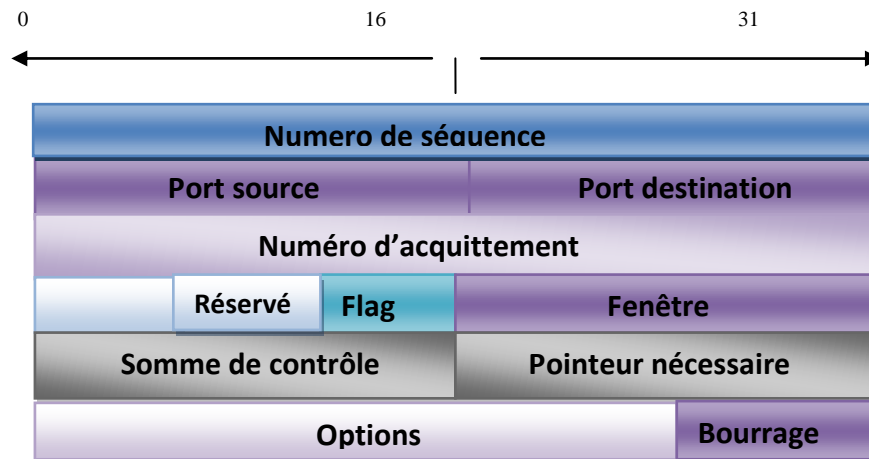 0 16 31
Numero de séquence
Port source Port destination
Numéro d'acquittement
Réservé Flag Fenêtre
Somme de contrôle Pointeur nécessaire
Options Bourrage